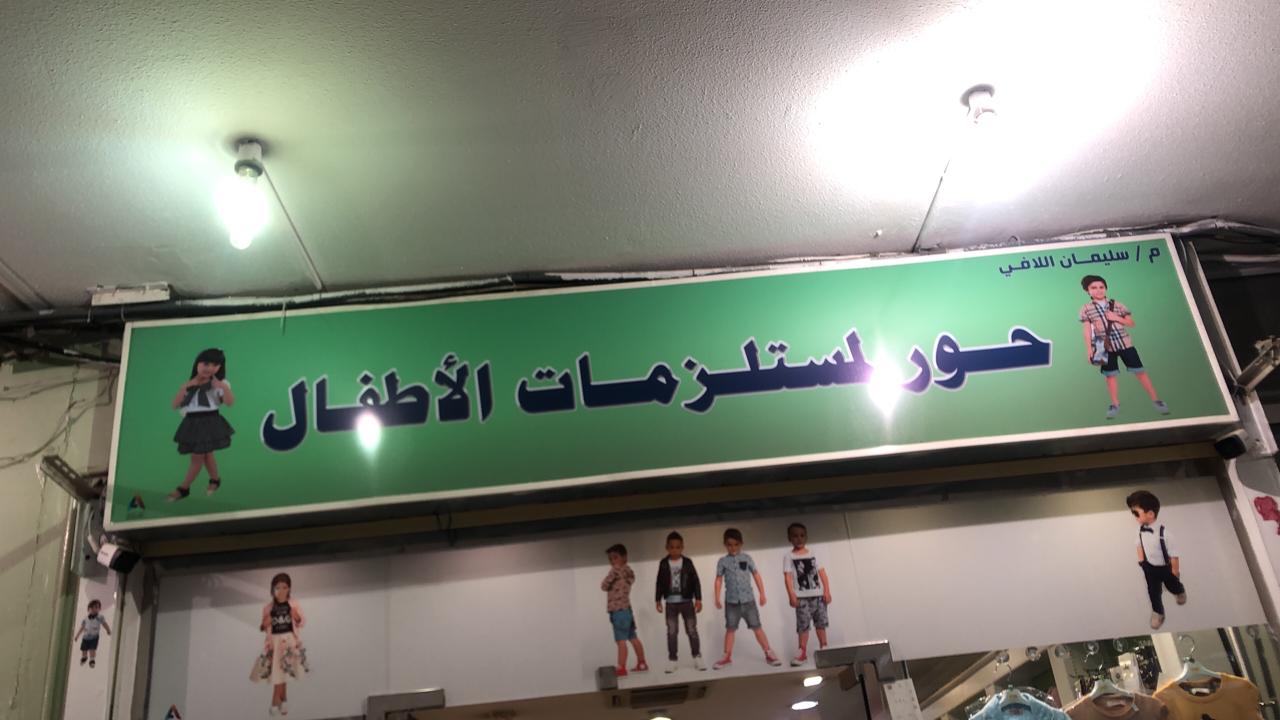 م / سليمان اللافي
حور لمستلزمات الأطفال